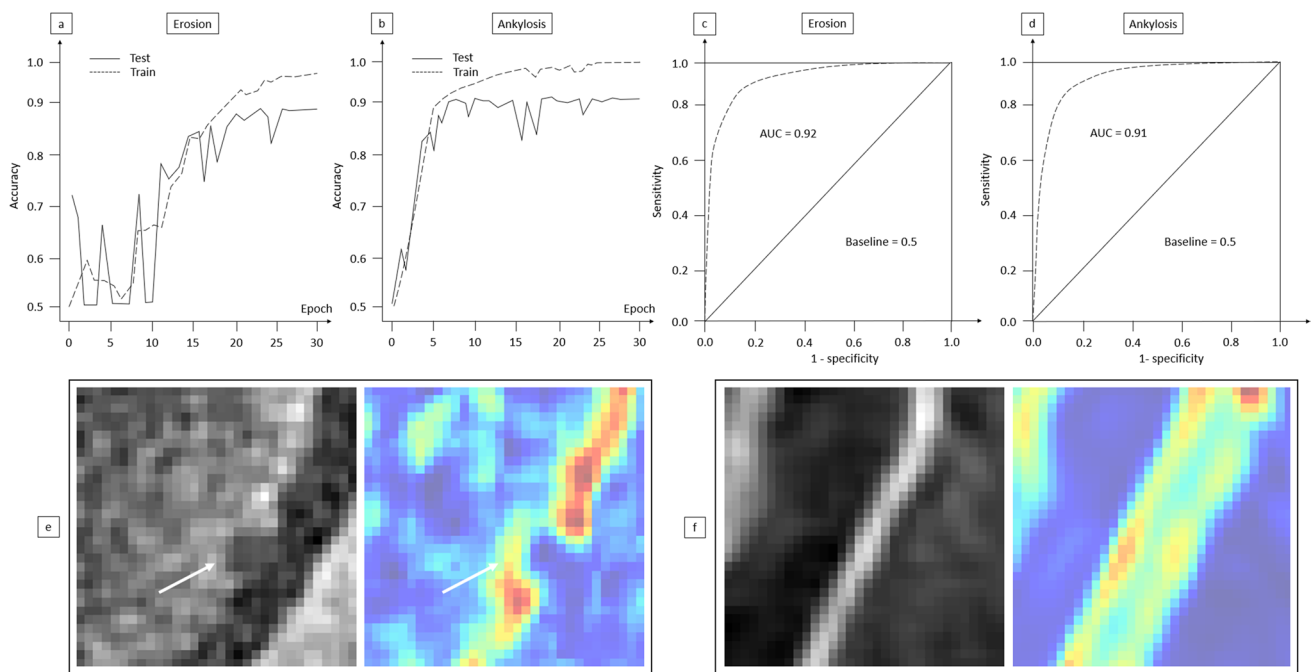 a
Erosion
Test
Train
1.0
0.9
0.8
0.7
0.6
0.5
Accuracy
Epoch
0 5 10 15 20 25 30
b
Ankylosis
Test
Train
1.0
0.9
0.8
0.7
0.6
0.5
Accuracy
Epoch
0 5 10 15 20 25 30
c
Erosion
1.0
0.8
0.6
0.4
0.2
0.0
Sensitivity
AUC = 0.92
Baseline = 0.5
0.0 0.2 0.4 0.6 0.8 1.0
1 - specificity
d
Ankylosis
1.0
0.8
0.6
0.4
0.2
0.0
Sensitivity
AUC = 0.91
Baseline = 0.5
0.0 0.2 0.4 0.6 0.8 1.0
1- specificity
e
f